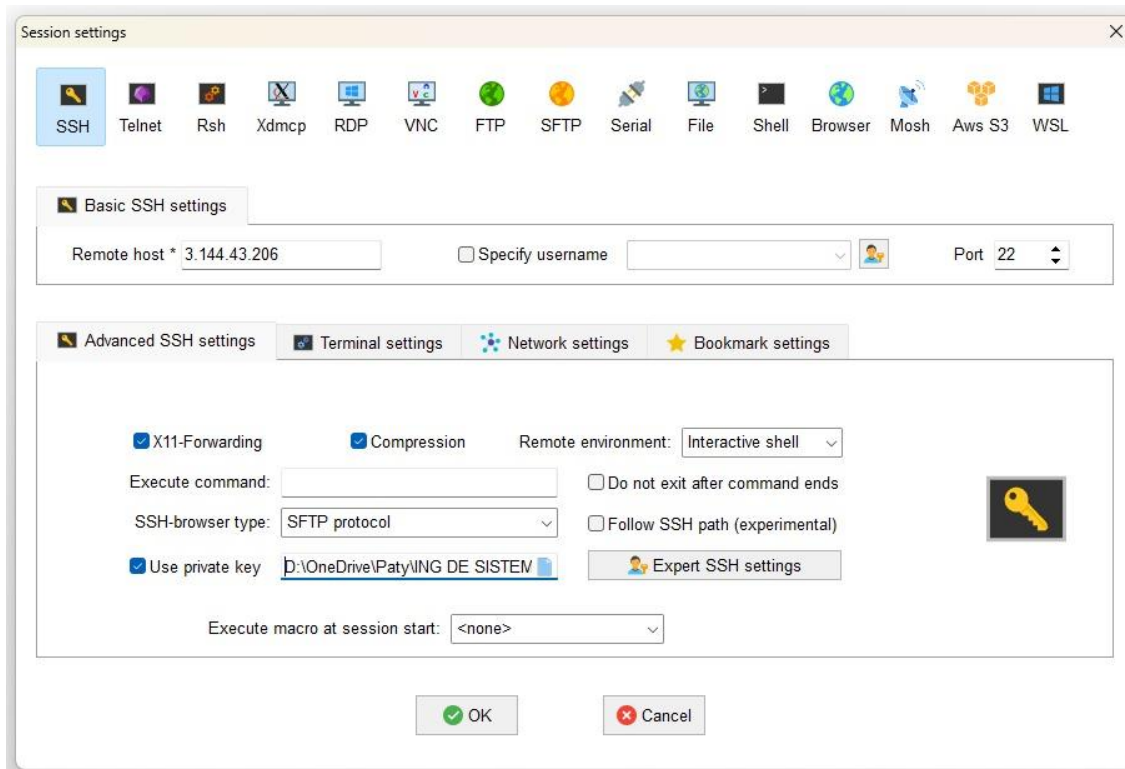 Session settings
SSH Telnet Rsh Xdmcp RDP VNC FTP SFTP Serial File Shell Browser Mosh Aws S3 WSL
Basic SSH settings
Remote host * 3.144.43.206 Specify username Port 22
Advanced SSH settings Terminal settings Network settings Bookmark settings
X11-Forwarding Compression Remote environment: Interactive shell
Execute command: Do not exit after command ends
SSH-browser type: SFTP protocol Follow SSH path (experimental)
Use private key D:\OneDrive\Paty\ING DE SISTEM Expert SSH settings
Execute macro at session start: <none>
OK Cancel